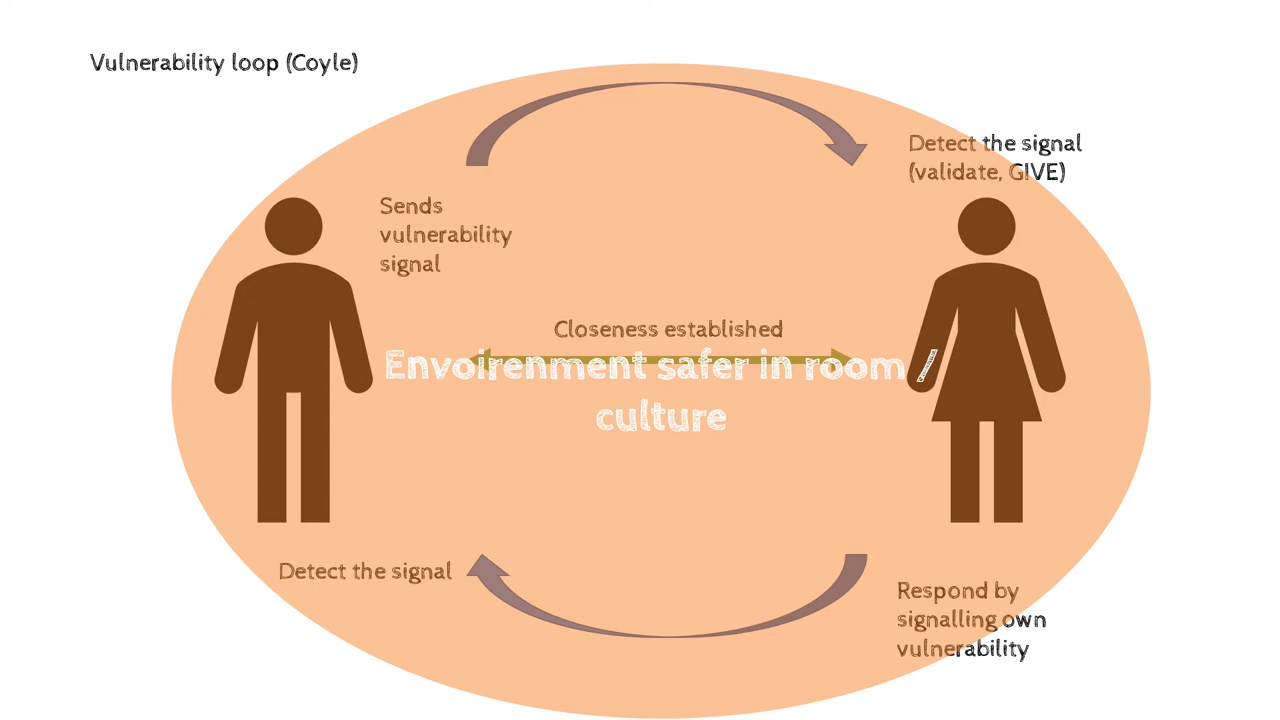 Vulnerability loop (Coyle)
Detect the signal
(validate, GIVE)
Sends
vulnerability
signal
Closeness established
Envoirenment safer in room
culture
Detect the signal
Respond by
signalling own
vulnerability